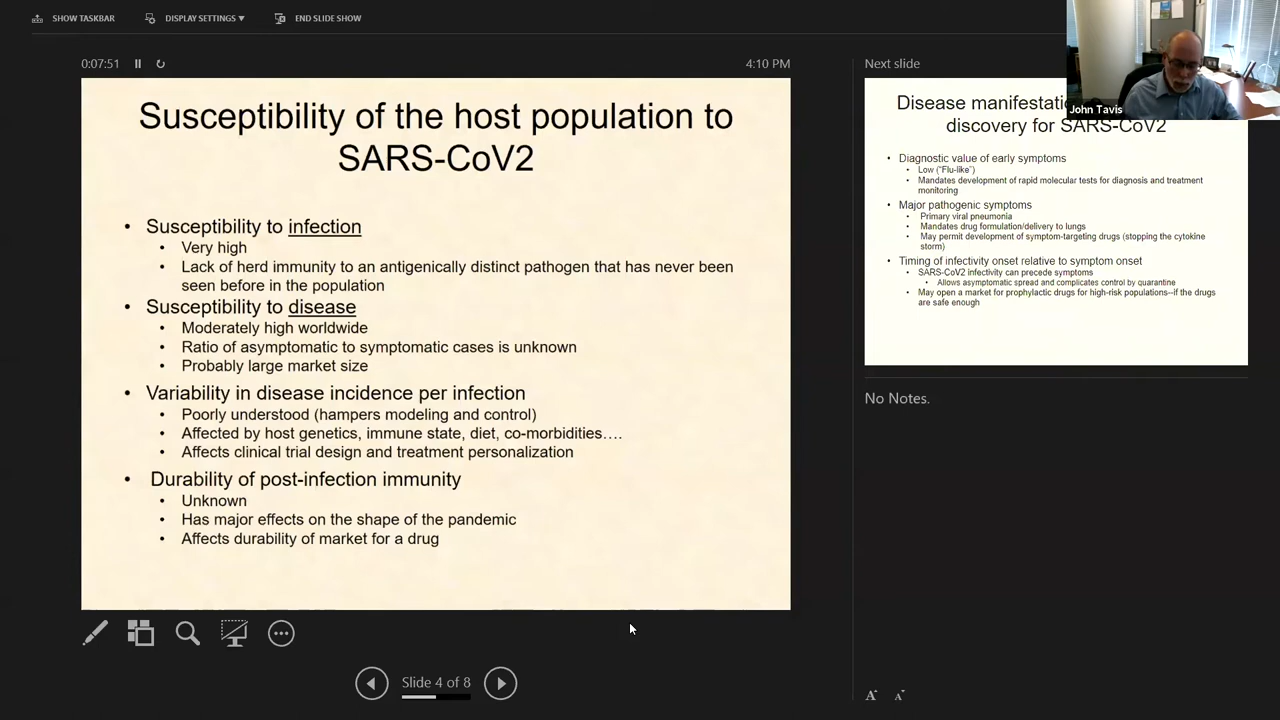 SHOW TASKBAR
DISPLAY SETTINGS ▾
END SLIDE SHOW
0:07:51
4:10 PM
Susceptibility of the host population to
SARS-CoV2
• Susceptibility to infection
• Very high
• Lack of herd immunity to an antigenically distinct pathogen that has never been
seen before in the population
• Susceptibility to disease
• Moderately high worldwide
• Ratio of asymptomatic to symptomatic cases is unknown
• Probably large market size
• Variability in disease incidence per infection
• Poorly understood (hampers modeling and control)
• Affected by host genetics, immune state, diet, co-morbidities….
• Affects clinical trial design and treatment personalization
• Durability of post-infection immunity
• Unknown
• Has major effects on the shape of the pandemic
• Affects durability of market for a drug
Slide 4 of 8
Next slide
John Tavis
Disease
discovery for SARS-CoV2
• Diagnostic value of early symptoms
• Low ("Flu-like")
• Mandates development of rapid molecular tests for diagnosis and treatment
monitoring
• Major pathogenic symptoms
• Primary viral pneumonia
• Mandates drug formulation/delivery to lungs
• May permit development of symptom-targeting drugs (stopping the cytokine
storm)
• Timing of infectivity onset relative to symptom onset
• SARS-CoV2 infectivity can precede symptoms
• Allows asymptomatic spread and complicates control by quarantine
• May open a market for prophylactic drugs for high-risk populations--if the drugs
are safe enough
No Notes.
A A